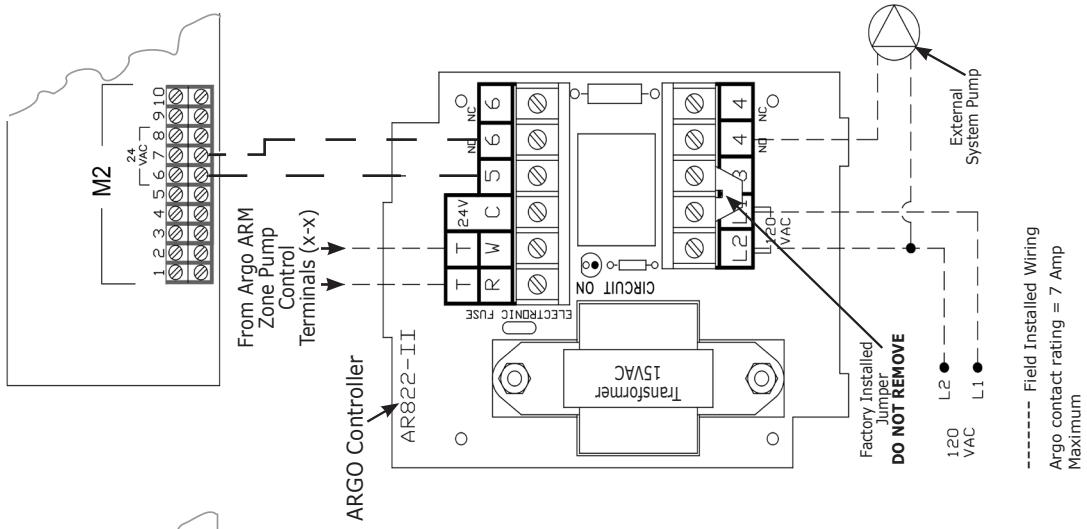 M2
24
VAC
1 2 3 4 5 6 7 8 9 10
From Argo ARM
Zone Pump
Control
Terminals (x-x)
ARGO Controller
AR822-II
T T 24V
R W C 5 6 6
NO
NC
ELECTRONIC FUSE
CIRCUIT ON
Transformer
15VAC
L2 L1 3 4 4
NO
NC
120
VAC
External
System Pump
Factory Installed
Jumper
DO NOT REMOVE
120
VAC
L2
L1
------- Field Installed Wiring
Argo contact rating = 7 Amp
Maximum